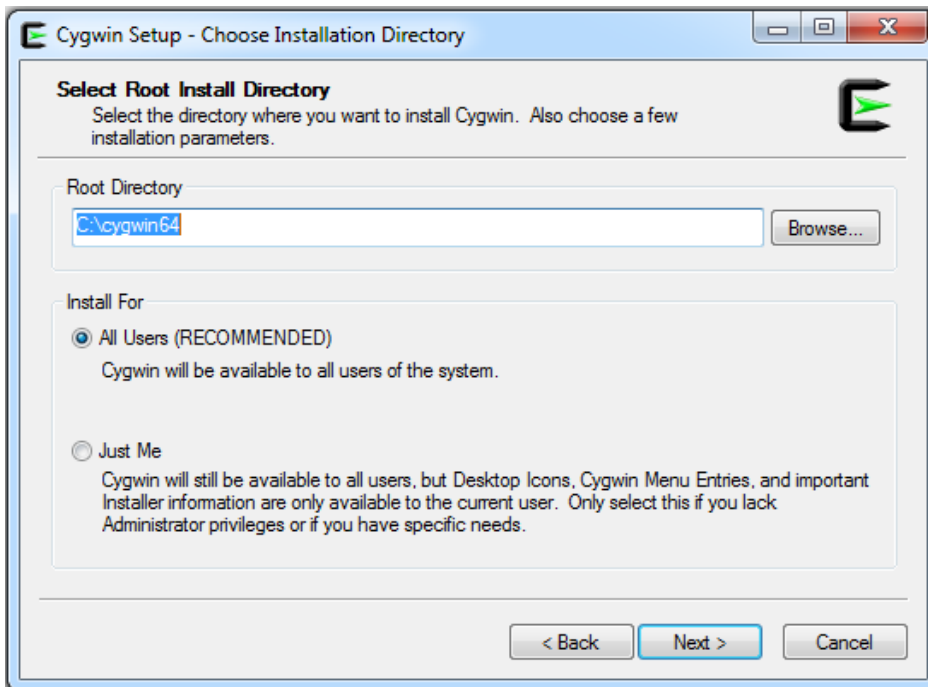 Cygwin Setup - Choose Installation Directory
Select Root Install Directory
Select the directory where you want to install Cygwin. Also choose a few
installation parameters.
Root Directory
C:\cygwin64
Browse...
Install For
All Users (RECOMMENDED)
Cygwin will be available to all users of the system.
Just Me
Cygwin will still be available to all users, but Desktop Icons, Cygwin Menu Entries, and important
Installer information are only available to the current user. Only select this if you lack
Administrator privileges or if you have specific needs.
< Back
Next >
Cancel